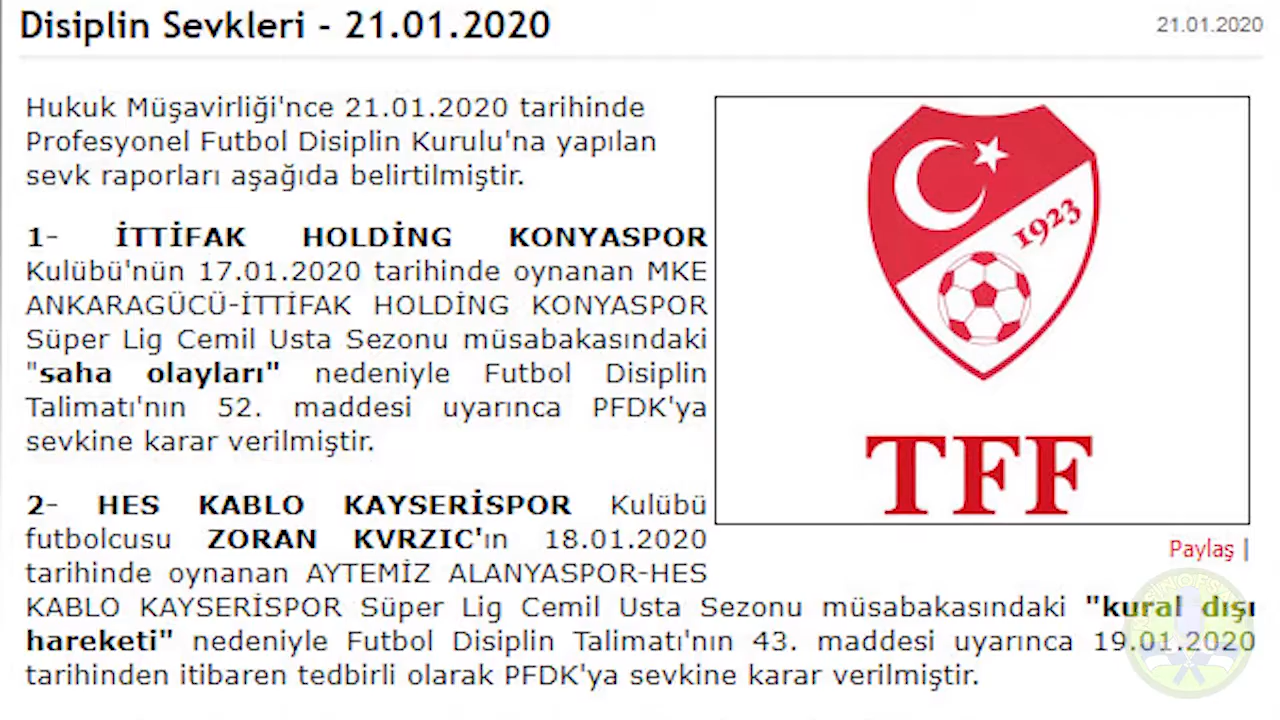 Disiplin Sevkleri - 21.01.2020
21.01.2020
Hukuk Müşavirliği'nce 21.01.2020 tarihinde
Profesyonel Futbol Disiplin Kurulu'na yapılan
sevk raporları aşağıda belirtilmiştir.
1- İTTİFAK HOLDİNG KONYASPOR
Kulübü'nün 17.01.2020 tarihinde oynanan MKE
ANKARAGÜCÜ-İTTİFAK HOLDİNG KONYASPOR
Süper Lig Cemil Usta Sezonu müsabakasındaki
"saha olayları" nedeniyle Futbol Disiplin
Talimatı'nın 52. maddesi uyarınca PFDK'ya
sevkine karar verilmiştir.
1923
TFF
Paylaş |
2- HES KABLO KAYSERİSPOR Kulübü
futbolcusu ZORAN KVRZIC'ın 18.01.2020
tarihinde oynanan AYTEMİZ ALANYASPOR-HES
KABLO KAYSERİSPOR Süper Lig Cemil Usta Sezonu müsabakasındaki "kural dışı
hareketi" nedeniyle Futbol Disiplin Talimatı'nın 43. maddesi uyarınca 19.01.2020
tarihinden itibaren tedbirli olarak PFDK'ya sevkine karar verilmiştir.